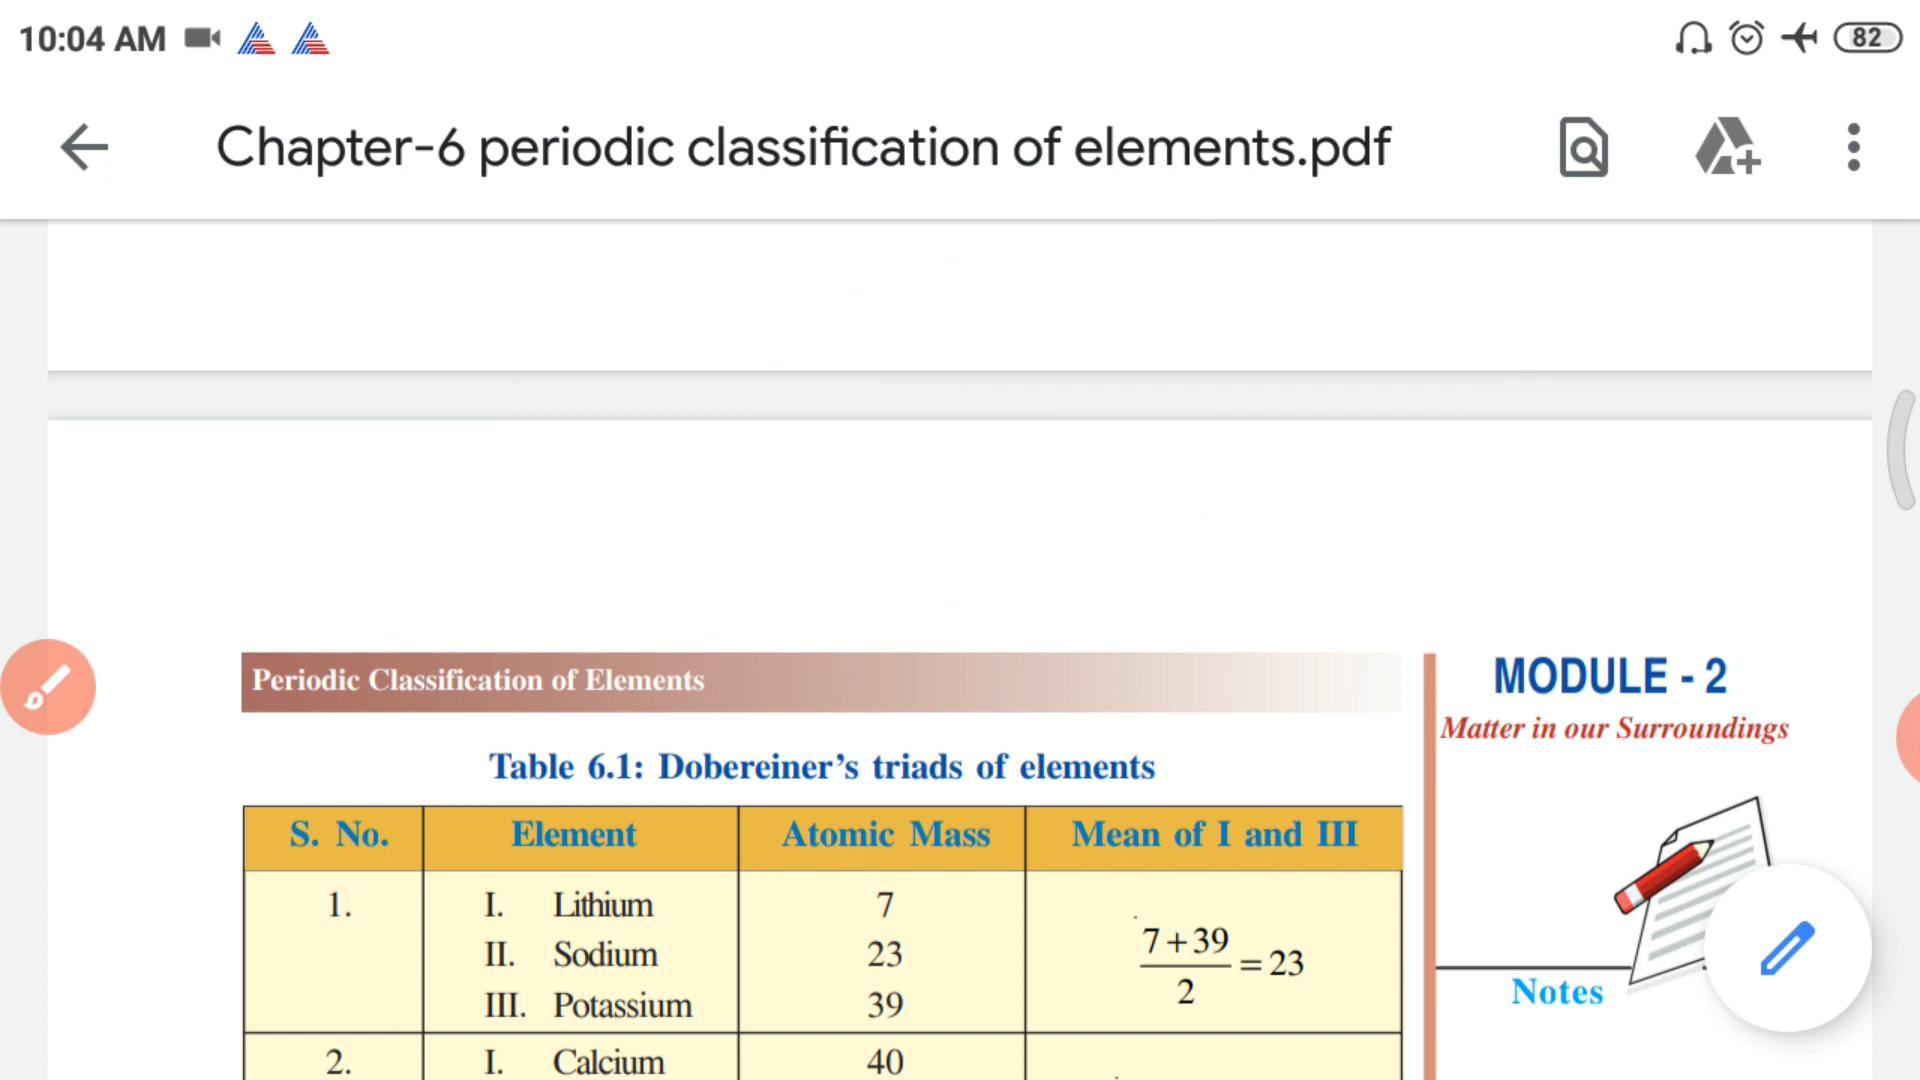 10:04 AM
82
Chapter-6 periodic classification of elements.pdf
Periodic Classification of Elements
MODULE - 2
Matter in our Surroundings
Table 6.1: Dobereiner's triads of elements
S. No. Element Atomic Mass Mean of I and III
1. I. Lithium 7
II. Sodium 23
III. Potassium 39
7+39
2
=23
Notes
2. I. Calcium 40